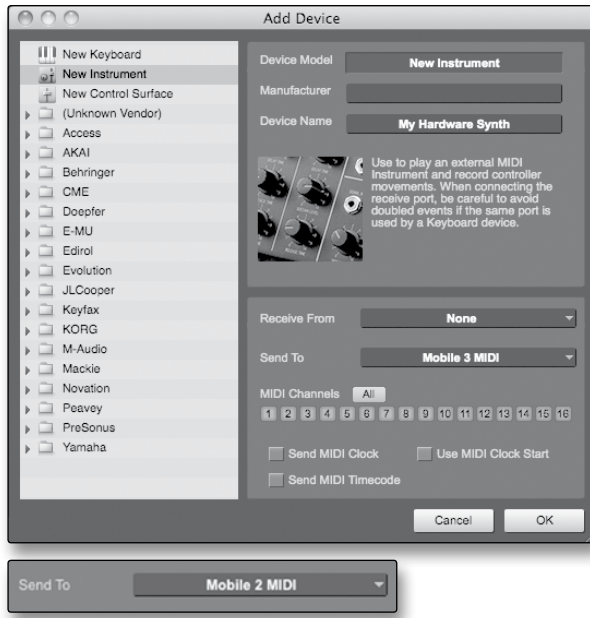 Add Device
New Keyboard
New Instrument
New Control Surface
(Unknown Vendor)
Access
AKAI
Behringer
CME
Doepfer
E-MU
Edirol
Evolution
JLCooper
Keyfax
KORG
M-Audio
Mackie
Novation
Peavey
PreSonus
Yamaha
Device Model New Instrument
Manufacturer
Device Name My Hardware Synth
Use to play an external MIDI
Instrument and record controller
movements. When connecting the
receive port, be careful to avoid
doubled events if the same port is
used by a Keyboard device.
Receive From None
Send To Mobile 3 MIDI
MIDI Channels All
1 2 3 4 5 6 7 8 9 10 11 12 13 14 15 16
Send MIDI Clock Use MIDI Clock Start
Send MIDI Timecode
Cancel OK
Send To Mobile 2 MIDI